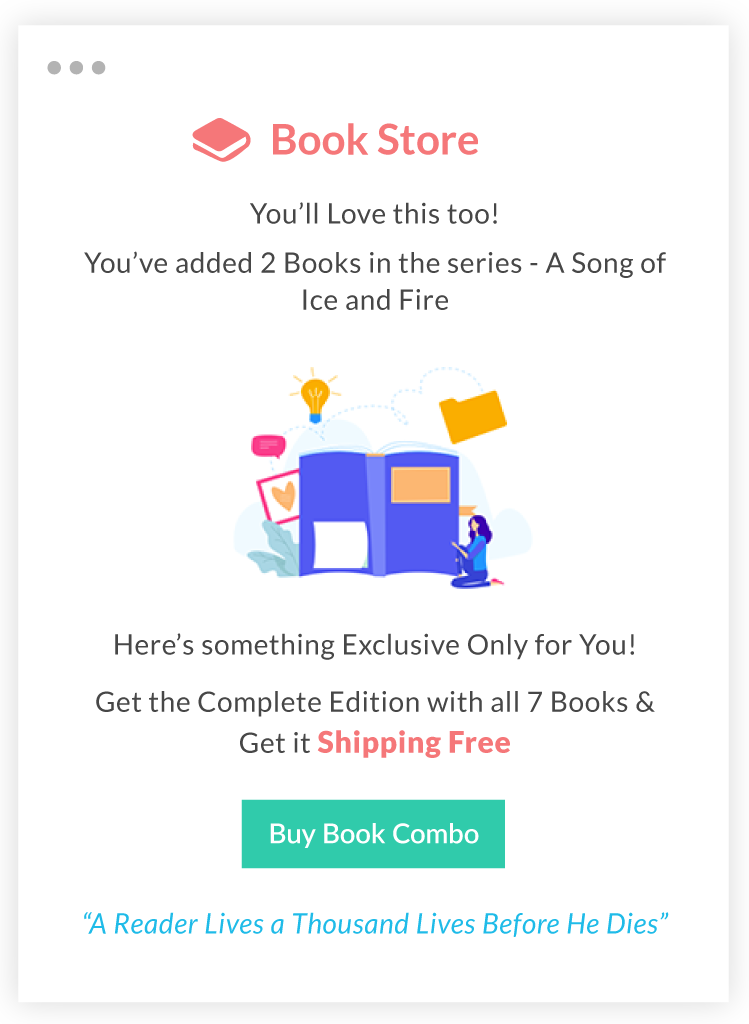 Book Store
You’ll Love this too!
You’ve added 2 Books in the series - A Song of
Ice and Fire
Here’s something Exclusive Only for You!
Get the Complete Edition with all 7 Books &
Get it Shipping Free
Buy Book Combo
“A Reader Lives a Thousand Lives Before He Dies”